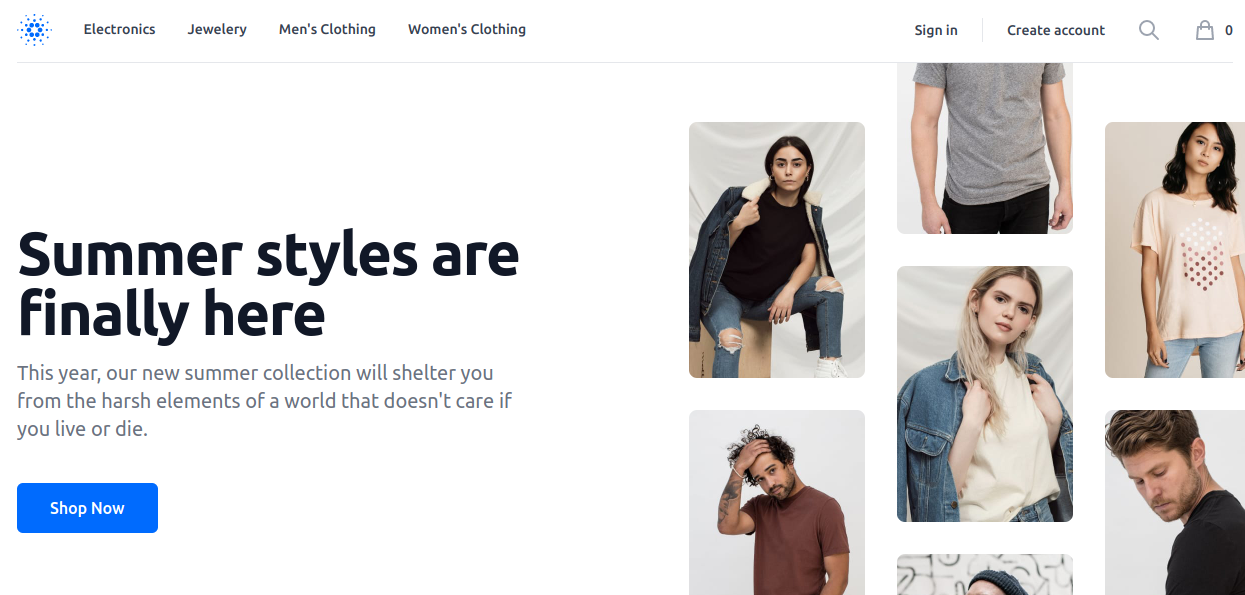 Electronics
Jewelery
Men's Clothing
Women's Clothing
Sign in
Create account
0
Summer styles are
finally here
This year, our new summer collection will shelter you
from the harsh elements of a world that doesn't care if
you live or die.
Shop Now